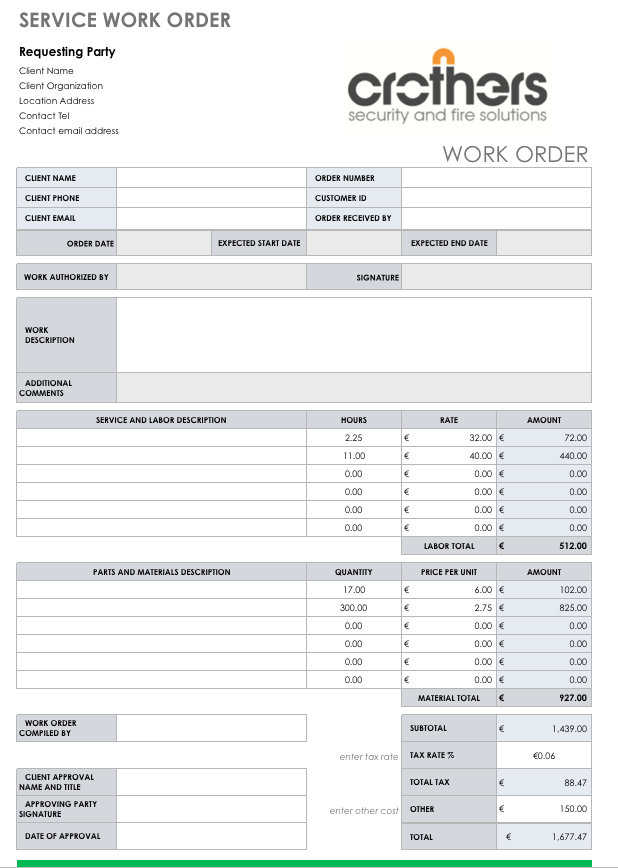 SERVICE WORK ORDER
Requesting Party
Client Name
Client Organization
Location Address
Contact Tel
Contact email address
crothers
security and fire solutions
WORK ORDER
CLIENT NAME ORDER NUMBER
CLIENT PHONE CUSTOMER ID
CLIENT EMAIL ORDER RECEIVED BY
ORDER DATE EXPECTED START DATE EXPECTED END DATE
WORK AUTHORIZED BY SIGNATURE
WORK
DESCRIPTION
ADDITIONAL
COMMENTS
SERVICE AND LABOR DESCRIPTION HOURS RATE AMOUNT
2.25 € 32.00 € 72.00
11.00 € 40.00 € 440.00
0.00 € 0.00 € 0.00
0.00 € 0.00 € 0.00
0.00 € 0.00 € 0.00
0.00 € 0.00 € 0.00
LABOR TOTAL € 512.00
PARTS AND MATERIALS DESCRIPTION QUANTITY PRICE PER UNIT AMOUNT
17.00 € 6.00 € 102.00
300.00 € 2.75 € 825.00
0.00 € 0.00 € 0.00
0.00 € 0.00 € 0.00
0.00 € 0.00 € 0.00
0.00 € 0.00 € 0.00
MATERIAL TOTAL € 927.00
WORK ORDER
COMPILED BY
SUBTOTAL € 1,439.00
enter tax rate TAX RATE % €0.06
CLIENT APPROVAL
NAME AND TITLE
TOTAL TAX € 88.47
APPROVING PARTY
SIGNATURE
enter other cost OTHER € 150.00
DATE OF APPROVAL TOTAL € 1,677.47